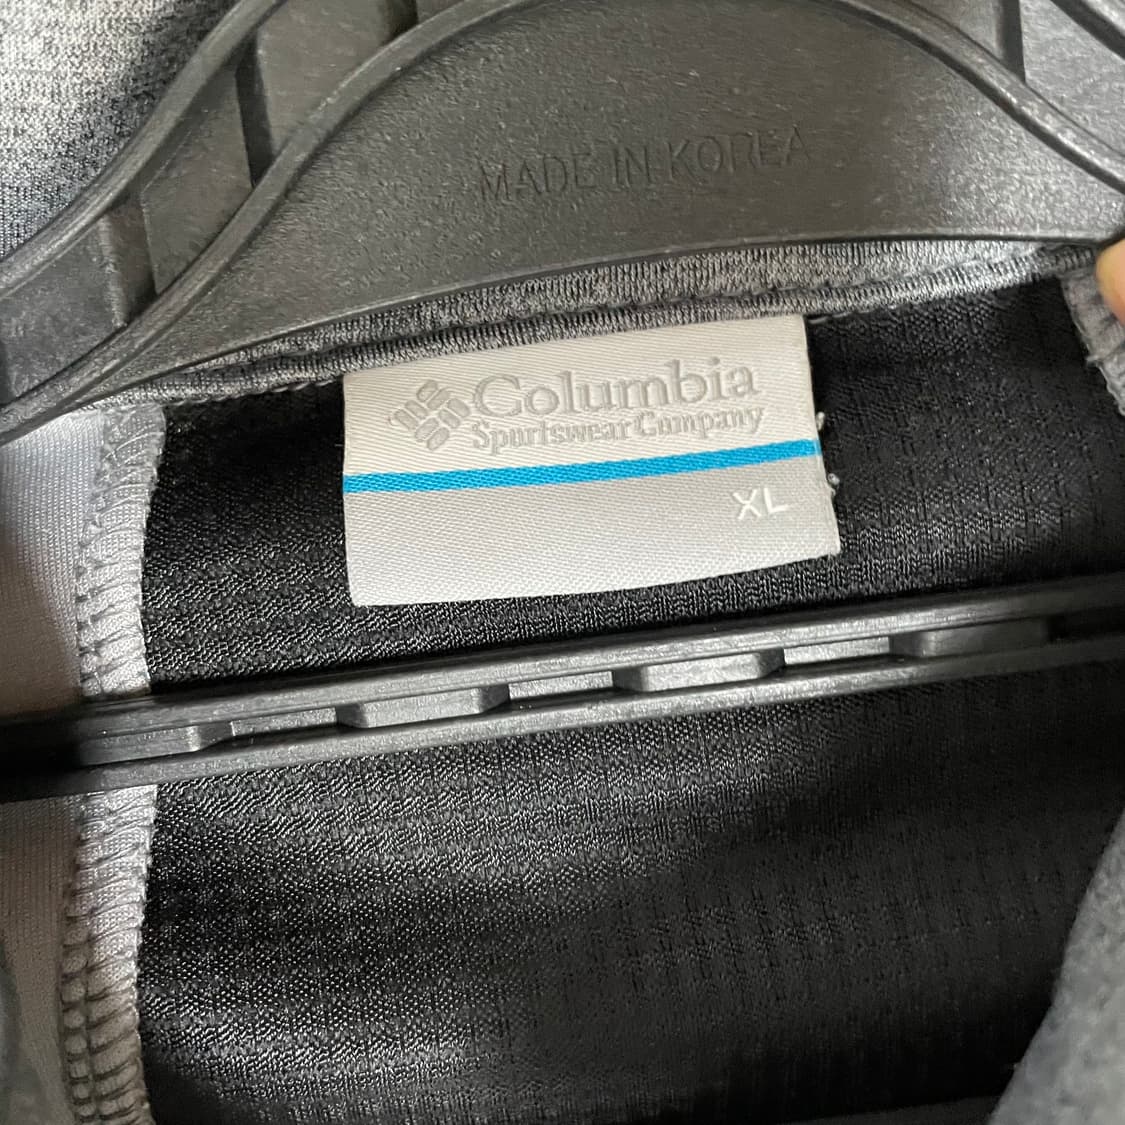 MADE IN KOREA
Columbia
Sportswear Company
XL